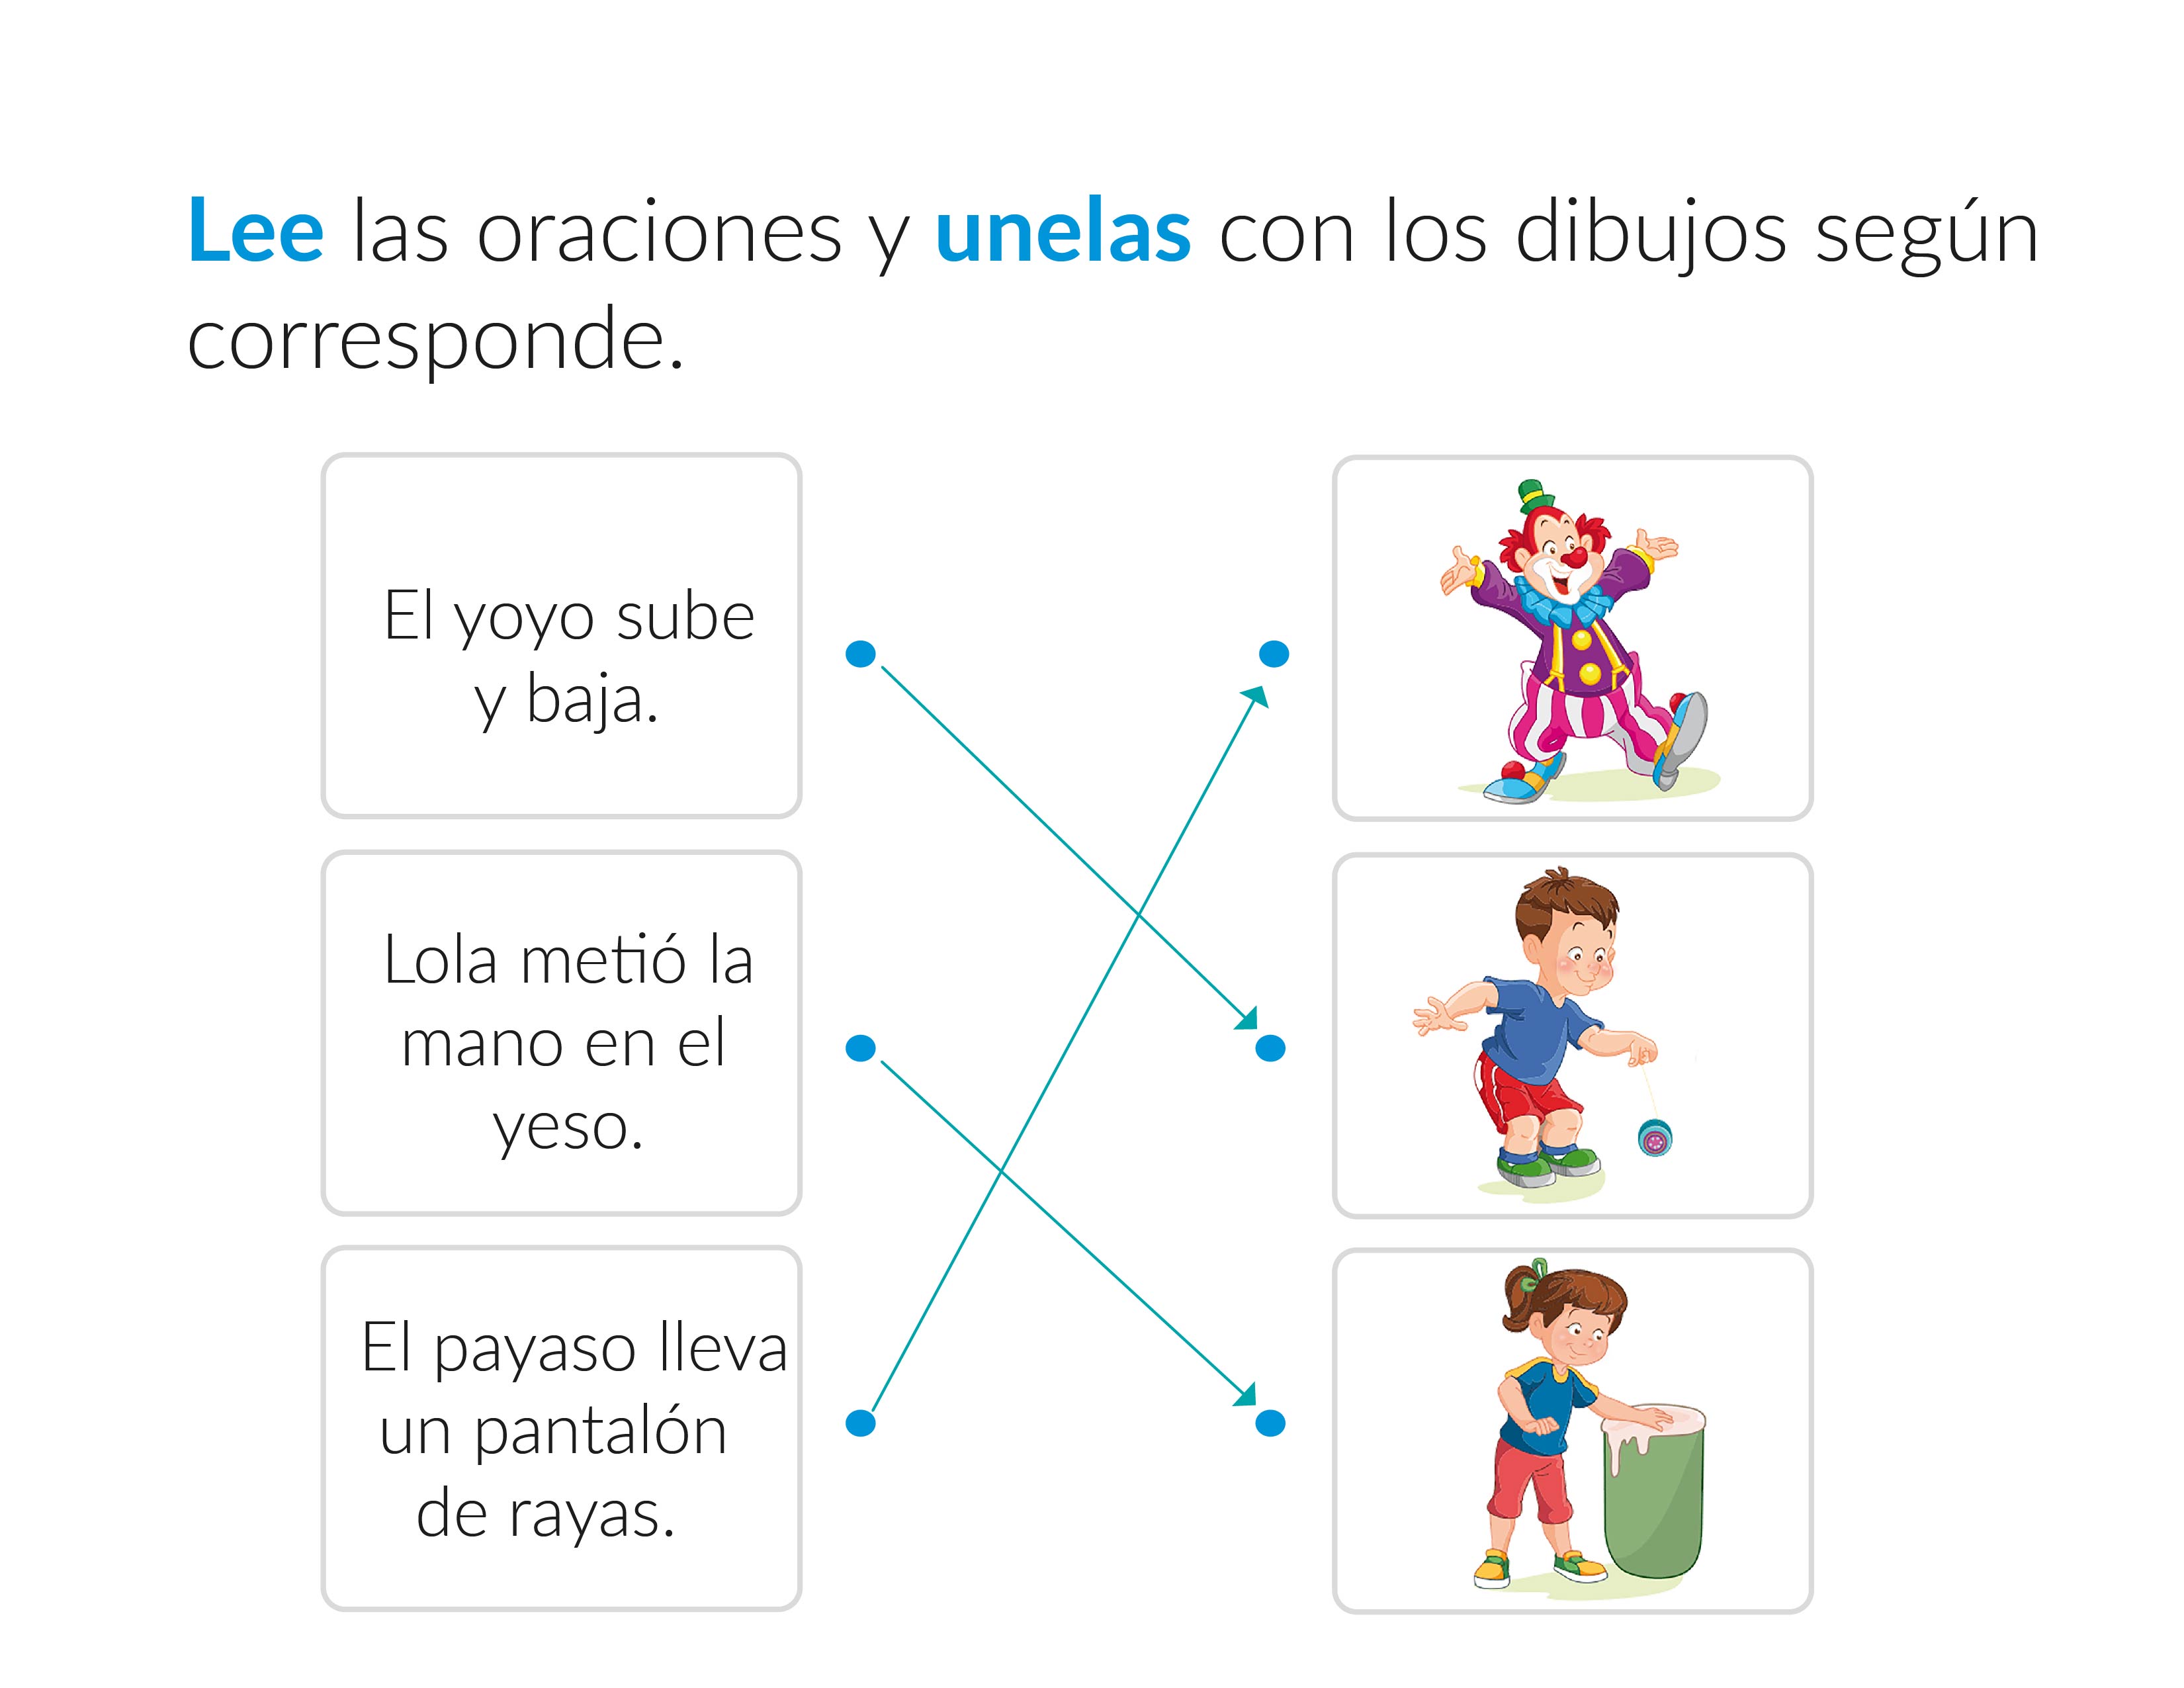 Lee las oraciones y unelas con los dibujos según
corresponde.
El yoyo sube
y baja.
Lola metió la
mano en el
yeso.
El payaso lleva
un pantalón
de rayas.